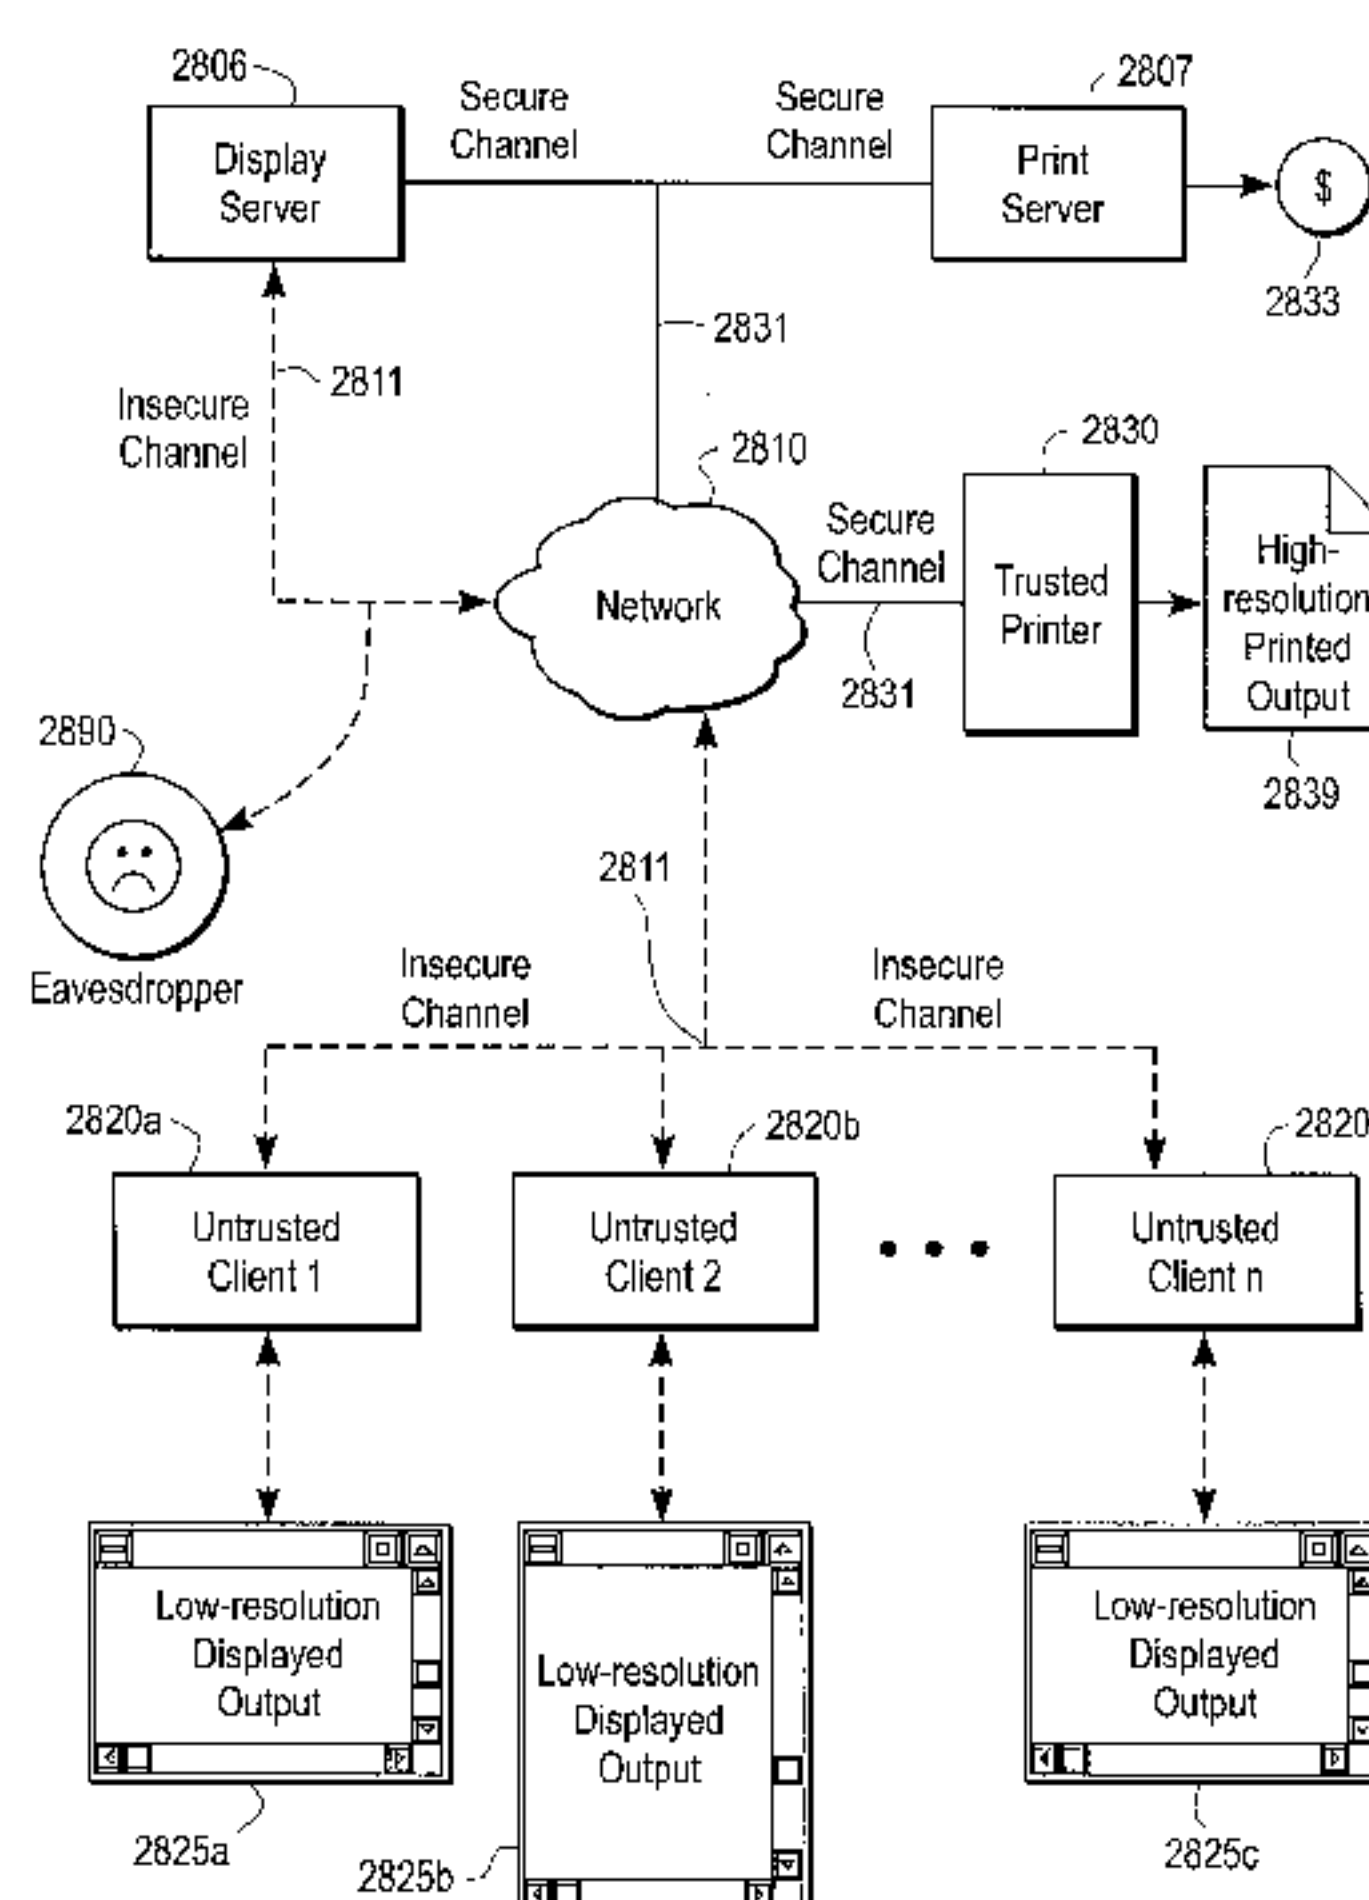 2806
Secure
Channel
Secure
Channel
2807
Display
Server
Print
Server
$
2833
2831
2811
Insecure
Channel
2810
2830
Secure
Channel
Network
Trusted
Printer
2831
High-
resolution
Printed
Output
2839
2890
Eavesdropper
2811
Insecure
Channel
Insecure
Channel
2820a
2820b
2820
Untrusted
Client 1
Untrusted
Client 2
Untrusted
Client n
Low-resolution
Displayed
Output
Low-resolution
Displayed
Output
Low-resolution
Displayed
Output
2825a
2825b
2825c